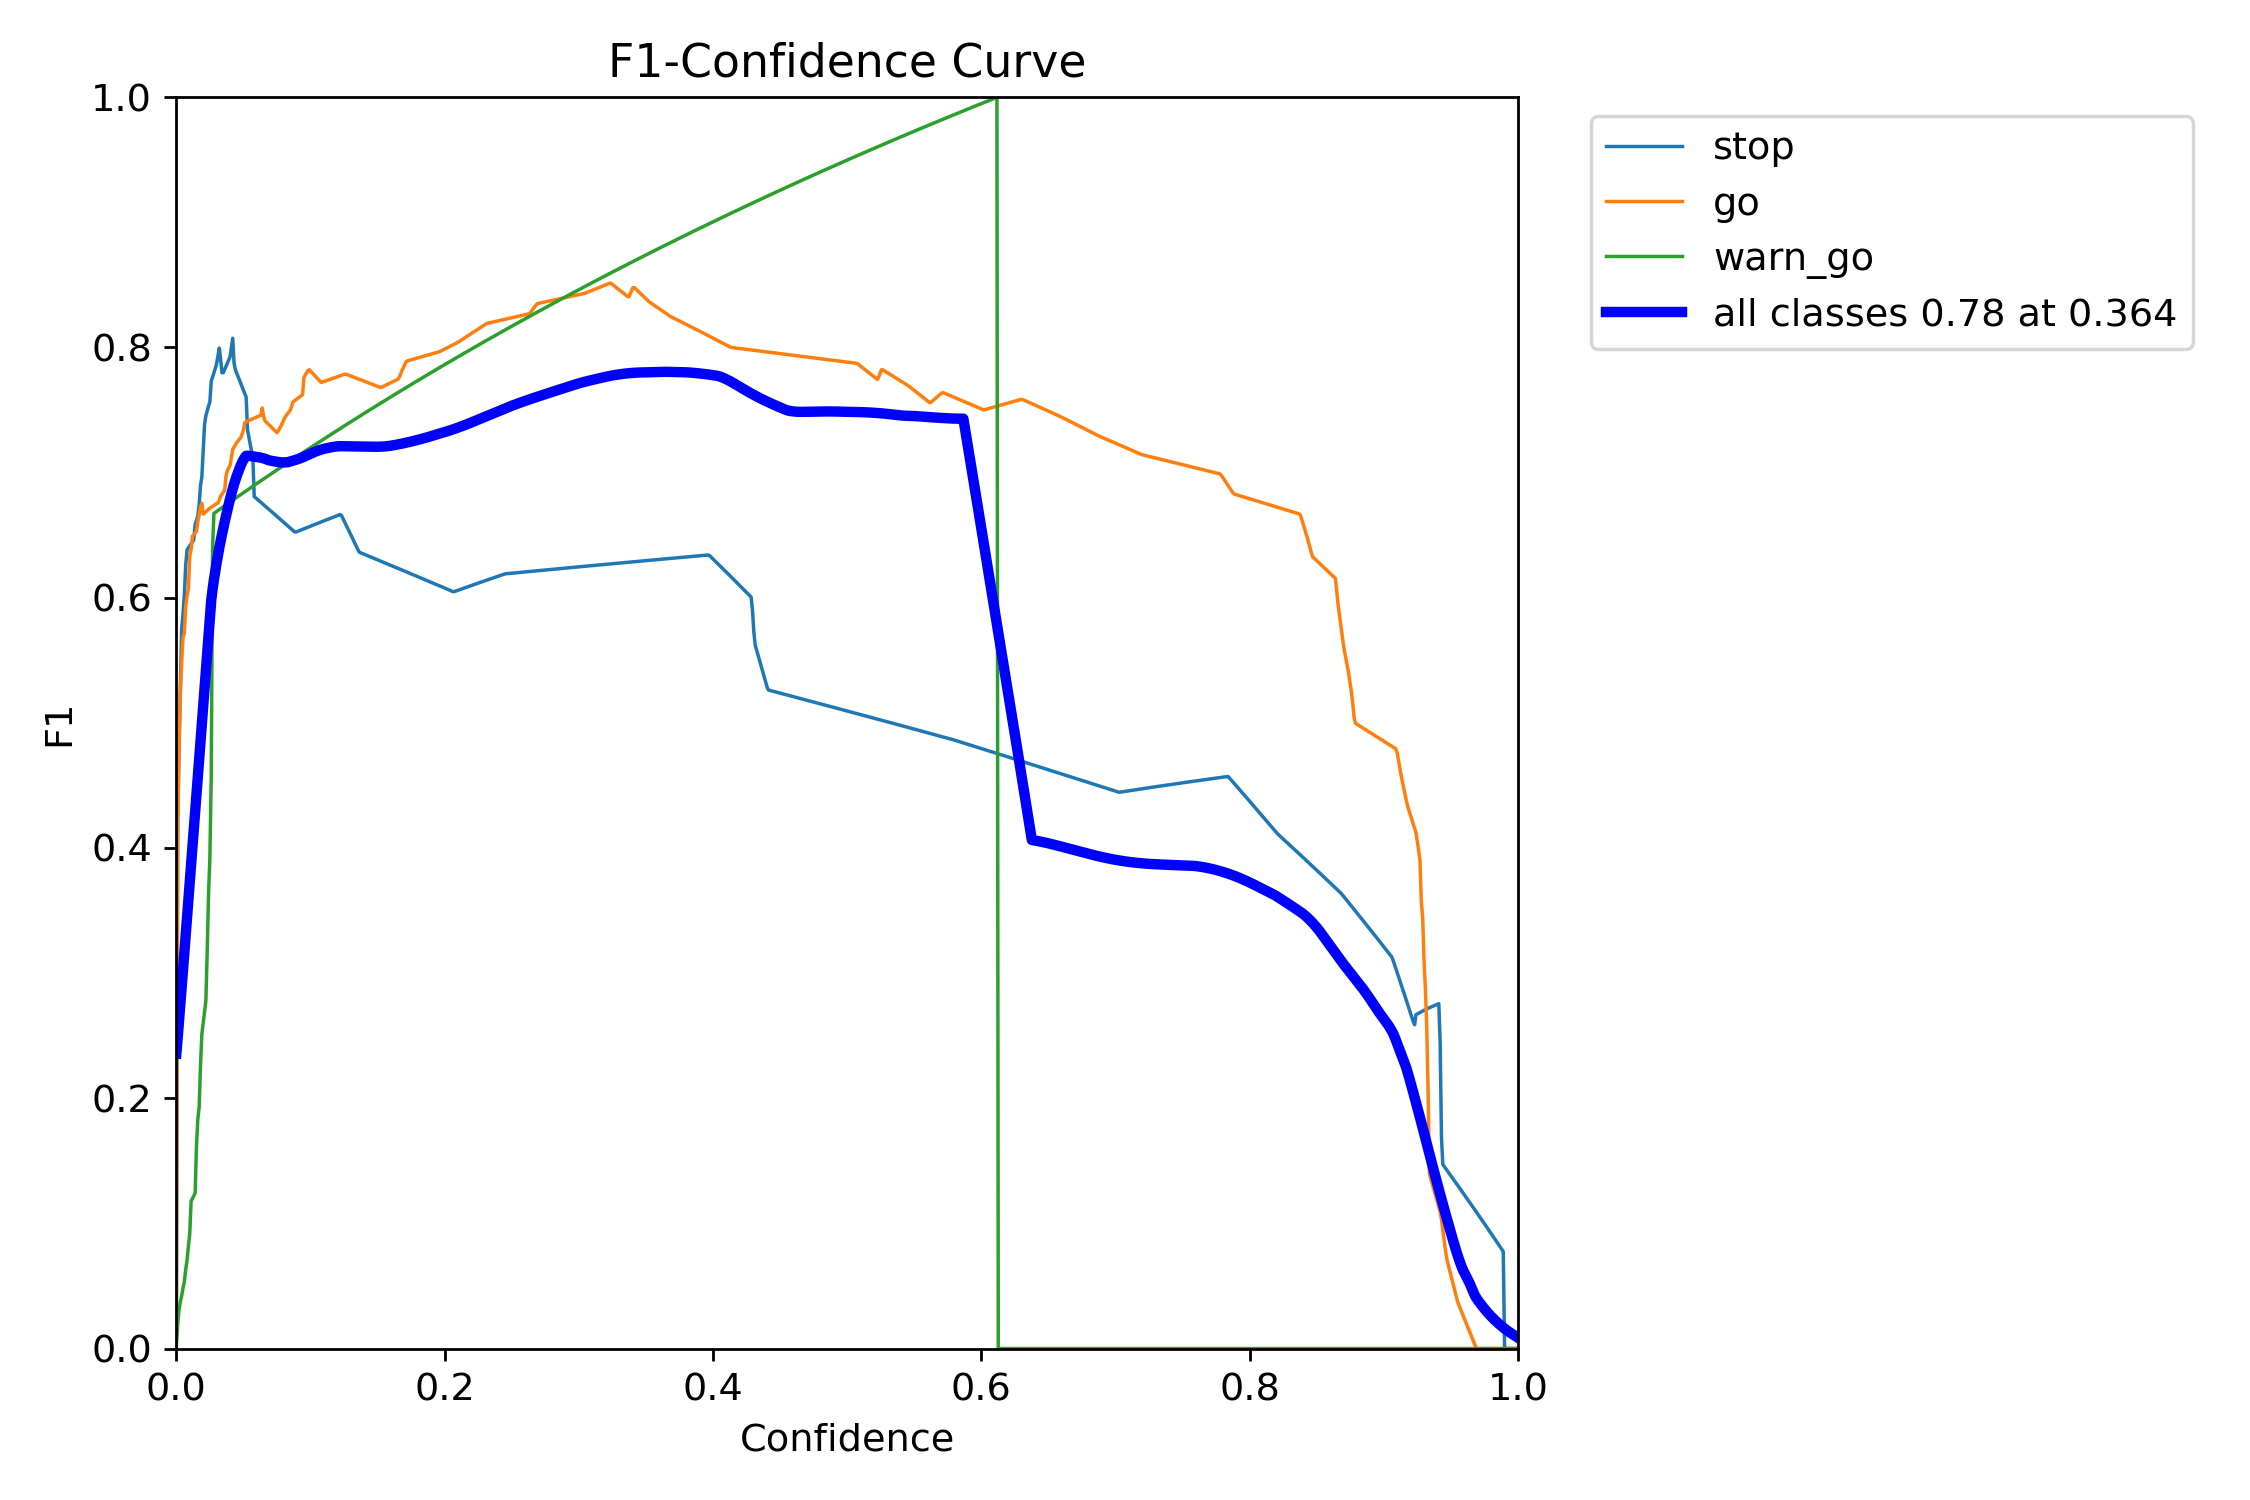 F1-Confidence Curve
1.0
0.8
0.6
0.4
0.2
0.0
F1
0.0 0.2 0.4 0.6 0.8 1.0
Confidence
stop
go
warn_go
all classes 0.78 at 0.364